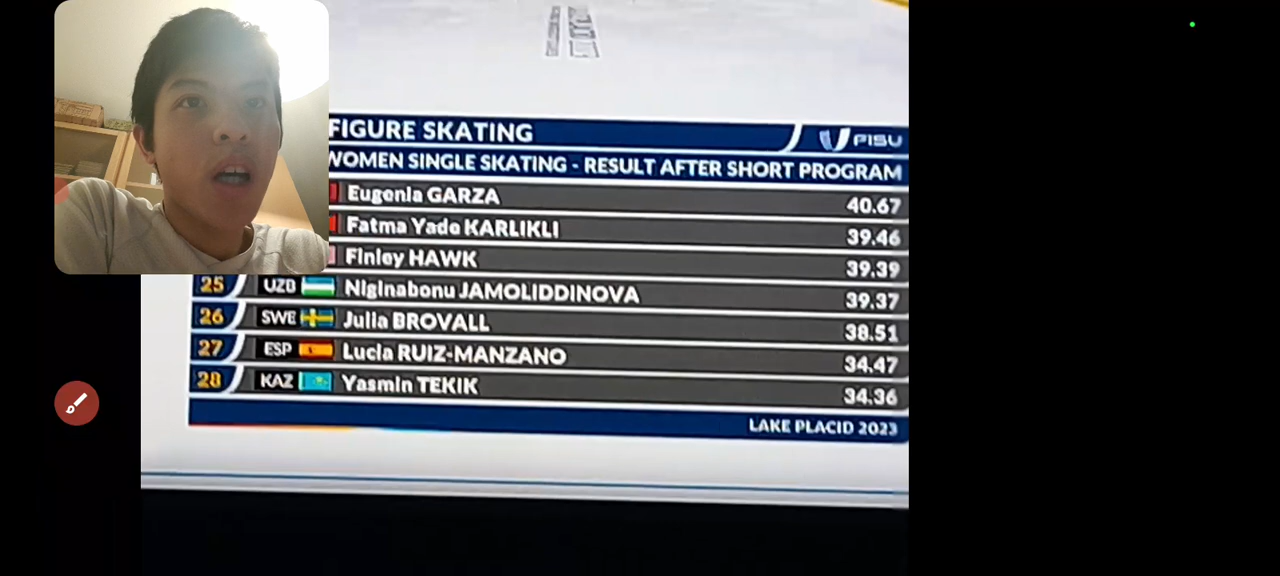 FIGURE SKATING
FISU
WOMEN SINGLE SKATING - RESULT AFTER SHORT PROGRAM
Eugenia GARZA 40.67
Fatma Yade KARLIKLI 39.46
Finley HAWK 39.39
25 UZB Niginabonu JAMOLIDDINOVA 39.37
26 SWE Julia BROVALL 38.51
27 ESP Lucia RUIZ-MANZANO 34.47
28 KAZ Yasmin TEKIK 34.36
LAKE PLACID 2023